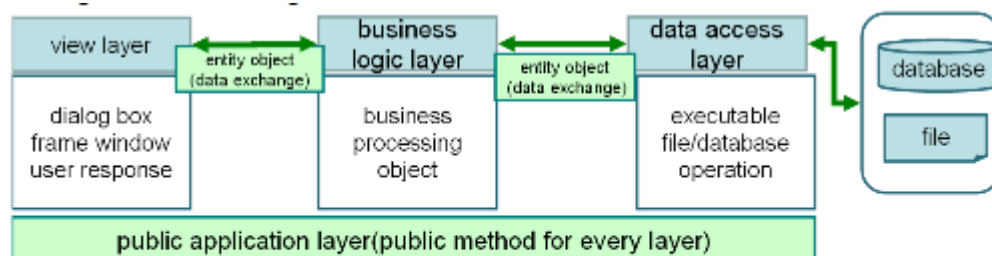 view layer
entity object
(data exchange)
business
logic layer
entity object
(data exchange)
data access
layer
dialog box
frame window
user response
business
processing
object
executable
file/database
operation
database
file
public application layer(public method for every layer)